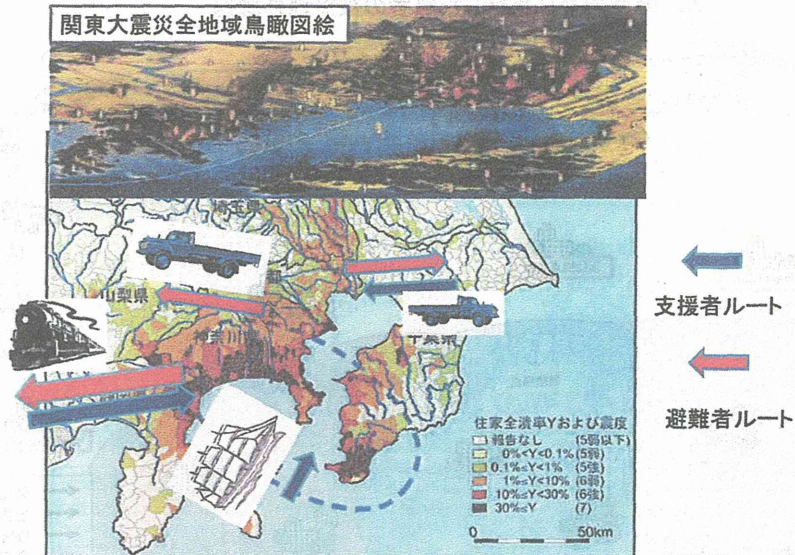 関東大震災全地域鳥瞰図絵
埼玉県
山梨県
千葉県
支援者ルート
避難者ルート
住家全潰率Yおよび震度
報告なし (5弱以下)
0%<Y<0.1% (5弱)
0.1%≦Y<1% (5強)
1%≦Y<10% (6弱)
10%≦Y<30% (6強)
30%≦Y (7)
0 50km